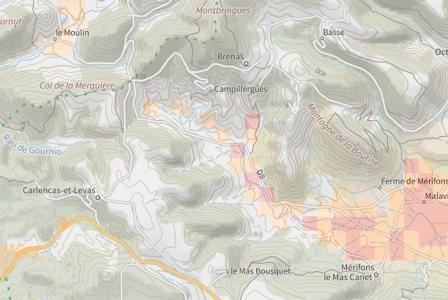 Montbringues
le Moulin
Basse
Brenas
Col de la Merquière
Campillergues
Montagne de la Boutine
Rau de Gournio
D8
Ferme de Mérifons
Carlencas-et-Levas
le Mas Bousquet
Mérifons
le Mas Canet